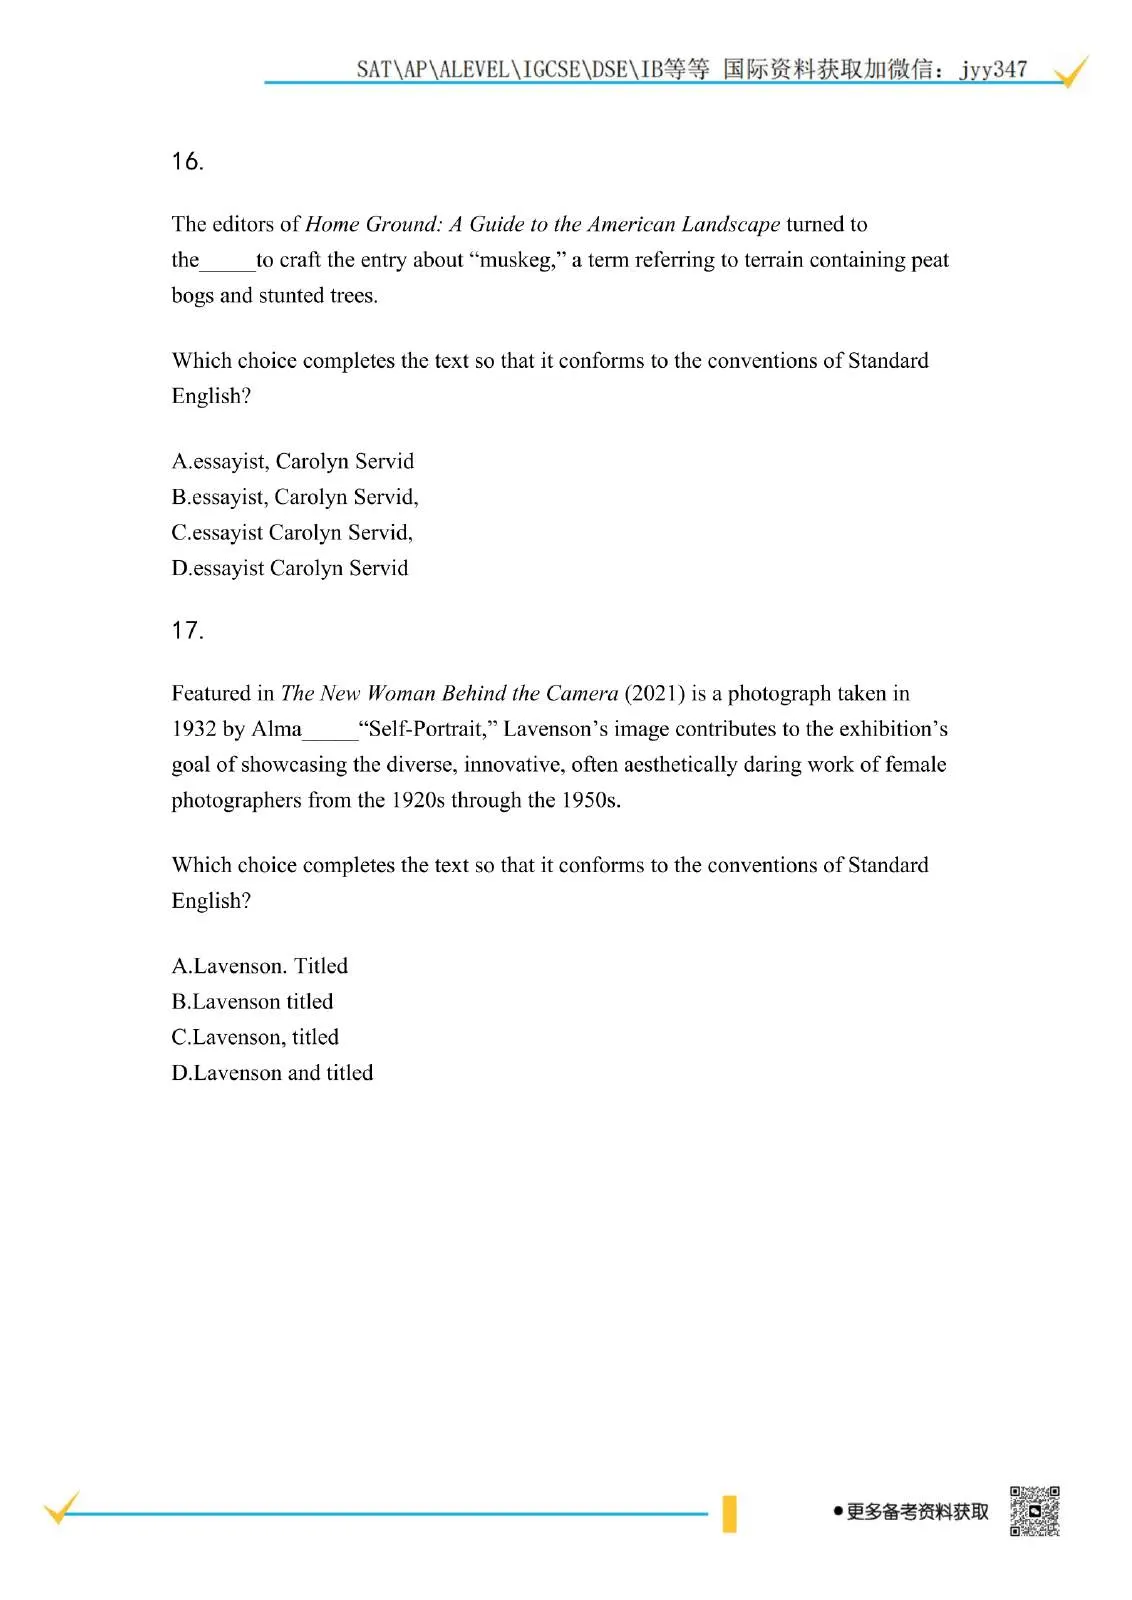 SAT\AP\ALEVEL\IGCSE\DSE\IB等等 国际资料获取加微信：jyy347
16.
The editors of Home Ground: A Guide to the American Landscape turned to
the_____to craft the entry about “muskeg,” a term referring to terrain containing peat
bogs and stunted trees.
Which choice completes the text so that it conforms to the conventions of Standard
English?
A.essayist, Carolyn Servid
B.essayist, Carolyn Servid,
C.essayist Carolyn Servid,
D.essayist Carolyn Servid
17.
Featured in The New Woman Behind the Camera (2021) is a photograph taken in
1932 by Alma_____“Self-Portrait,” Lavenson’s image contributes to the exhibition’s
goal of showcasing the diverse, innovative, often aesthetically daring work of female
photographers from the 1920s through the 1950s.
Which choice completes the text so that it conforms to the conventions of Standard
English?
A.Lavenson. Titled
B.Lavenson titled
C.Lavenson, titled
D.Lavenson and titled
●更多备考资料获取